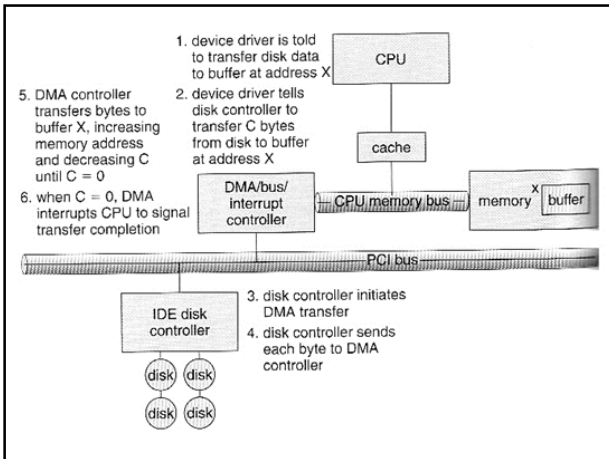 1. device driver is told
to transfer disk data
to buffer at address X
CPU
5. DMA controller
transfers bytes to
buffer X, increasing
memory address
and decreasing C
until C = 0
2. device driver tells
disk controller to
transfer C bytes
from disk to buffer
at address X
cache
6. when C = 0, DMA
interrupts CPU to signal
transfer completion
DMA/bus/
interrupt
controller
CPU memory bus
memory
X
buffer
PCI bus
IDE disk
controller
3. disk controller initiates
DMA transfer
4. disk controller sends
each byte to DMA
controller
disk
disk
disk
disk